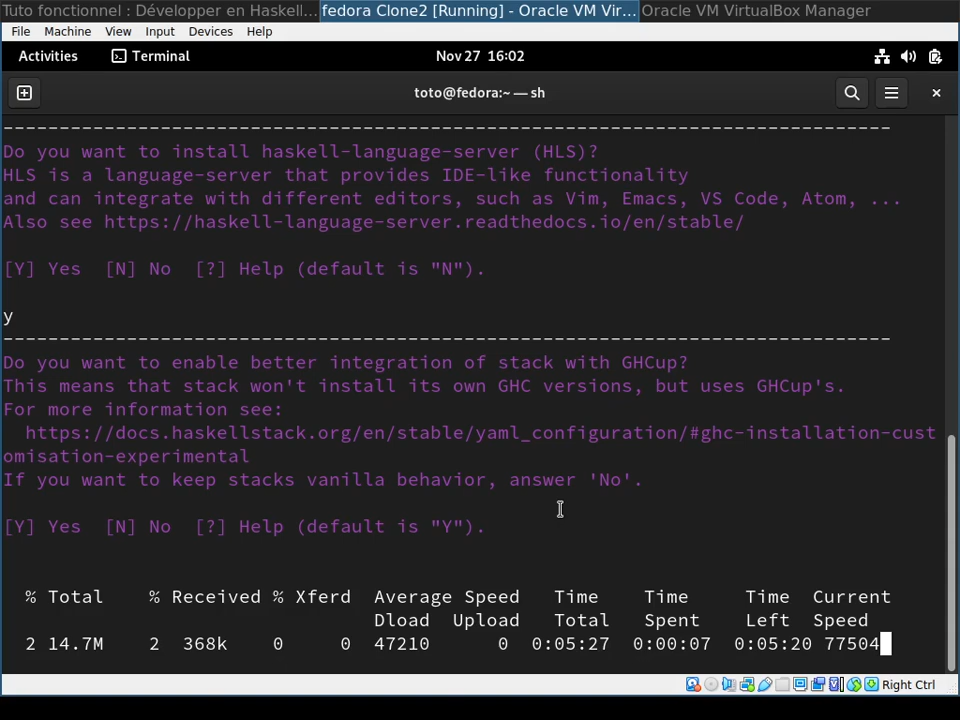 Tuto fonctionnel : Développer en Haskell... fedora Clone2 [Running] - Oracle VM Vir... Oracle VM VirtualBox Manager
File Machine View Input Devices Help
Activities Terminal Nov 27 16:02
toto@fedora:~ — sh
--------------------------------------------------------------------------------
Do you want to install haskell-language-server (HLS)?
HLS is a language-server that provides IDE-like functionality
and can integrate with different editors, such as Vim, Emacs, VS Code, Atom, ...
Also see https://haskell-language-server.readthedocs.io/en/stable/
[Y] Yes [N] No [?] Help (default is "N").
y
--------------------------------------------------------------------------------
Do you want to enable better integration of stack with GHCup?
This means that stack won't install its own GHC versions, but uses GHCup's.
For more information see:
https://docs.haskellstack.org/en/stable/yaml_configuration/#ghc-installation-cust
omisation-experimental
If you want to keep stacks vanilla behavior, answer 'No'.
[Y] Yes [N] No [?] Help (default is "Y").
% Total % Received % Xferd Average Speed Time Time Time Current
Dload Upload Total Spent Left Speed
2 14.7M 2 368k 0 0 47210 0 0:05:27 0:00:07 0:05:20 77504
Right Ctrl